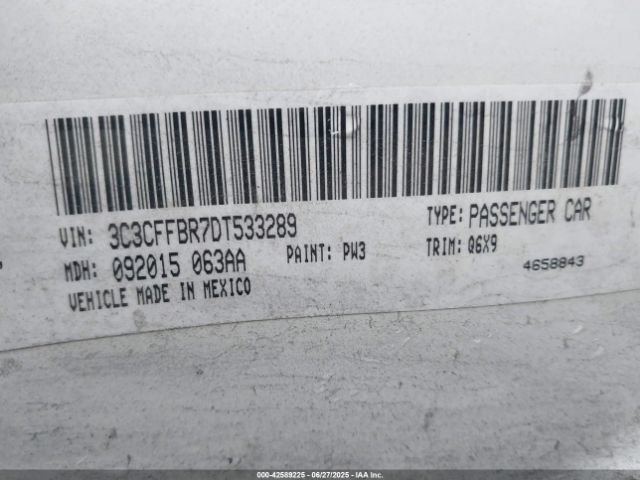 VIN: 3C3CFFBR7DT533289
TYPE: PASSENGER CAR
MDH: 092015 063AA
PAINT: PW3
TRIM: Q6X9
VEHICLE MADE IN MEXICO
4658843
000-42589225 - 06/27/2025 - IAA Inc.